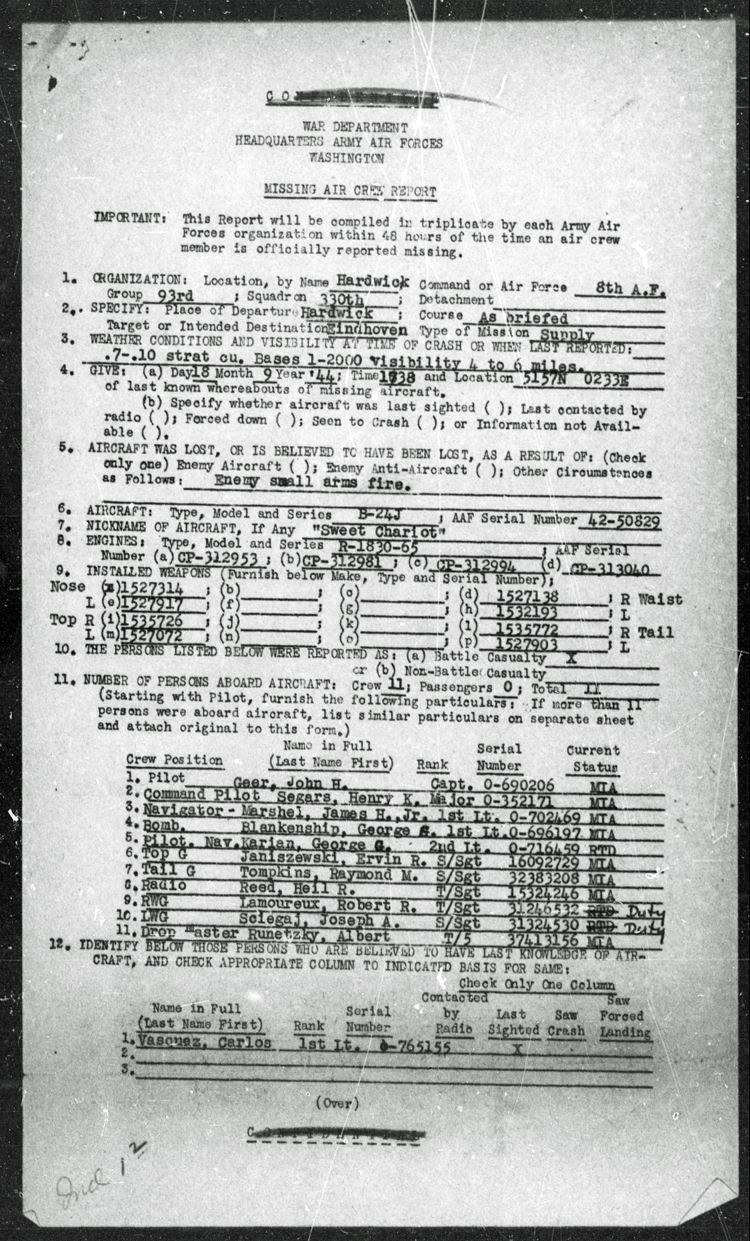 WAR DEPARTMENT
HEADQUARTERS ARMY AIR FORCES
WASHINGTON
MISSING AIR CREW REPORT
IMPORTANT: This Report will be compiled in triplicate by each Army Air
Forces organization within 48 hours of the time an air crew
member is officially reported missing.
1. ORGANIZATION: Location, by Name Hardwick Command or Air Force 8th A.F.
Group 93rd ; Squadron 330th ; Detachment
2. SPECIFY: Place of Departure Hardwick ; Course As briefed
Target or Intended Destination Eindhoven Type of Mission Supply
3. WEATHER CONDITIONS AND VISIBILITY AT TIME OF CRASH OR WHEN LAST REPORTED:
.7-.10 strat cu. Bases 1-2000 visibility 4 to 6 miles.
4. GIVE: (a) Day 18 Month 9 Year '44; Time and Location 5157N 0233E
of last known whereabouts of missing aircraft.
(b) Specify whether aircraft was last sighted ( ); Last contacted by
radio ( ); Forced down ( ); Seen to Crash ( ); or Information not Avail-
able ( ).
5. AIRCRAFT WAS LOST, OR IS BELIEVED TO HAVE BEEN LOST, AS A RESULT OF: (Check
only one) Enemy Aircraft ( ); Enemy Anti-Aircraft ( ); Other Circumstances
as Follows: Enemy small arms fire.
6. AIRCRAFT: Type, Model and Series B-24J ; AAF Serial Number 42-50829
7. NICKNAME OF AIRCRAFT, If Any "Sweet Chariot"
8. ENGINES: Type, Model and Series R-1830-65 ; AAF Serial
Number (a) CP-312953 ; (b) CP-312981 ; (c) CP-312994 (d) CP-313040
9. INSTALLED WEAPONS (Furnish below Make, Type and Serial Number);
Nose (a) 1527314 ; (b) ; (c) ; (d) 1527138 ; R Waist
L (e) 1527917 ; (f) ; (g) ; (h) 1532193 ; L
Top R (i) 1535726 ; (j) ; (k) ; (l) 1535772 ; R Tail
L (m) 1527072 ; (n) ; (o) ; (p) 1527903 ; L
10. THE PERSONS LISTED BELOW WERE REPORTED AS: (a) Battle Casualty X
or (b) Non-Battle Casualty
11. NUMBER OF PERSONS ABOARD AIRCRAFT: Crew 11; Passengers 0; Total 11
(Starting with Pilot, furnish the following particulars: If more than 11
persons were aboard aircraft, list similar particulars on separate sheet
and attach original to this form.)
Name in Full Serial Current
Crew Position (Last Name First) Rank Number Status
1. Pilot Geer, John H. Capt. O-690206 MIA
2. Command Pilot Segars, Henry K. Major O-352171 MIA
3. Navigator - Marshel, James H. Jr. 1st Lt. O-702469 MIA
4. Bomb. Blankenship, George 1st Lt. O-696197 MIA
5. Pilot. Nav. Karian, George 2nd Lt. O-716459 RTD
6. Top G Janiszewski, Ervin R. S/Sgt 16092729 MIA
7. Tail G Tompkins, Raymond M. S/Sgt 32383208 MIA
8. Radio Reed, Heil R. T/Sgt 15324246 MIA
9. RWG Lamoureux, Robert R. T/Sgt 31246532 RTD Duty
10. LWG Sciegaj, Joseph A. S/Sgt 31324530 RTD Duty
11. Drop Master Runetzky, Albert T/5 37413156 MIA
12. IDENTIFY BELOW THOSE PERSONS WHO ARE BELIEVED TO HAVE LAST KNOWLEDGE OF AIR-
CRAFT, AND CHECK APPROPRIATE COLUMN TO INDICATED BASIS FOR SAME:
Check Only One Column
Contacted Saw
Name in Full Serial by Last Saw Forced
(Last Name First) Rank Number Radio Sighted Crash Landing
1. Vasquez, Carlos 1st Lt. O-765155 X
2.
3.
(Over)